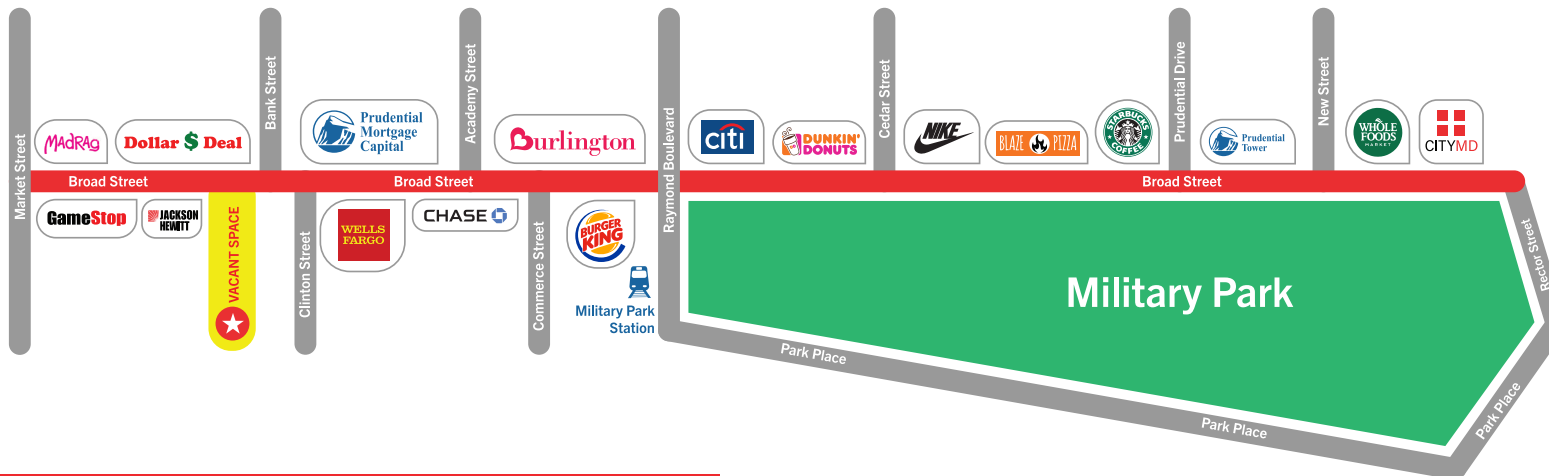 Market Street
MADRAG
Dollar $ Deal
Bank Street
Prudential
Mortgage
Capital
Academy Street
Burlington
Raymond Boulevard
citi
DUNKIN'
DONUTS
Cedar Street
NIKE
BLAZE PIZZA
STARBUCKS
COFFEE
Prudential Drive
Prudential
Tower
New Street
WHOLE
FOODS
MARKET
CITYMD
Broad Street
Broad Street
Broad Street
GameStop
JACKSON
HEWITT
VACANT SPACE
Clinton Street
WELLS
FARGO
CHASE
Commerce Street
BURGER
KING
Military Park
Station
Military Park
Rector Street
Park Place
Park Place
Park Place